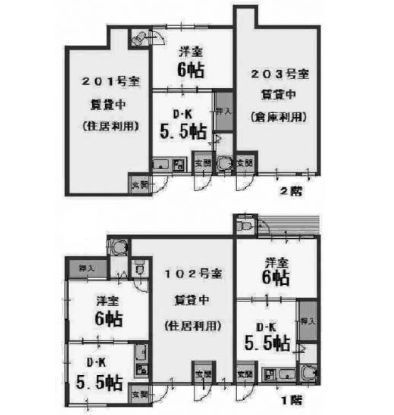 洋室
6帖
201号室
賃貸中
(住居利用)
203号室
賃貸中
(倉庫利用)
D·K
5.5帖
押入
玄関
玄関
玄関
2階
押入
洋室
6帖
102号室
賃貸中
(住居利用)
洋室
6帖
D·K
5.5帖
押入
D·K
5.5帖
玄関
玄関
玄関
1階